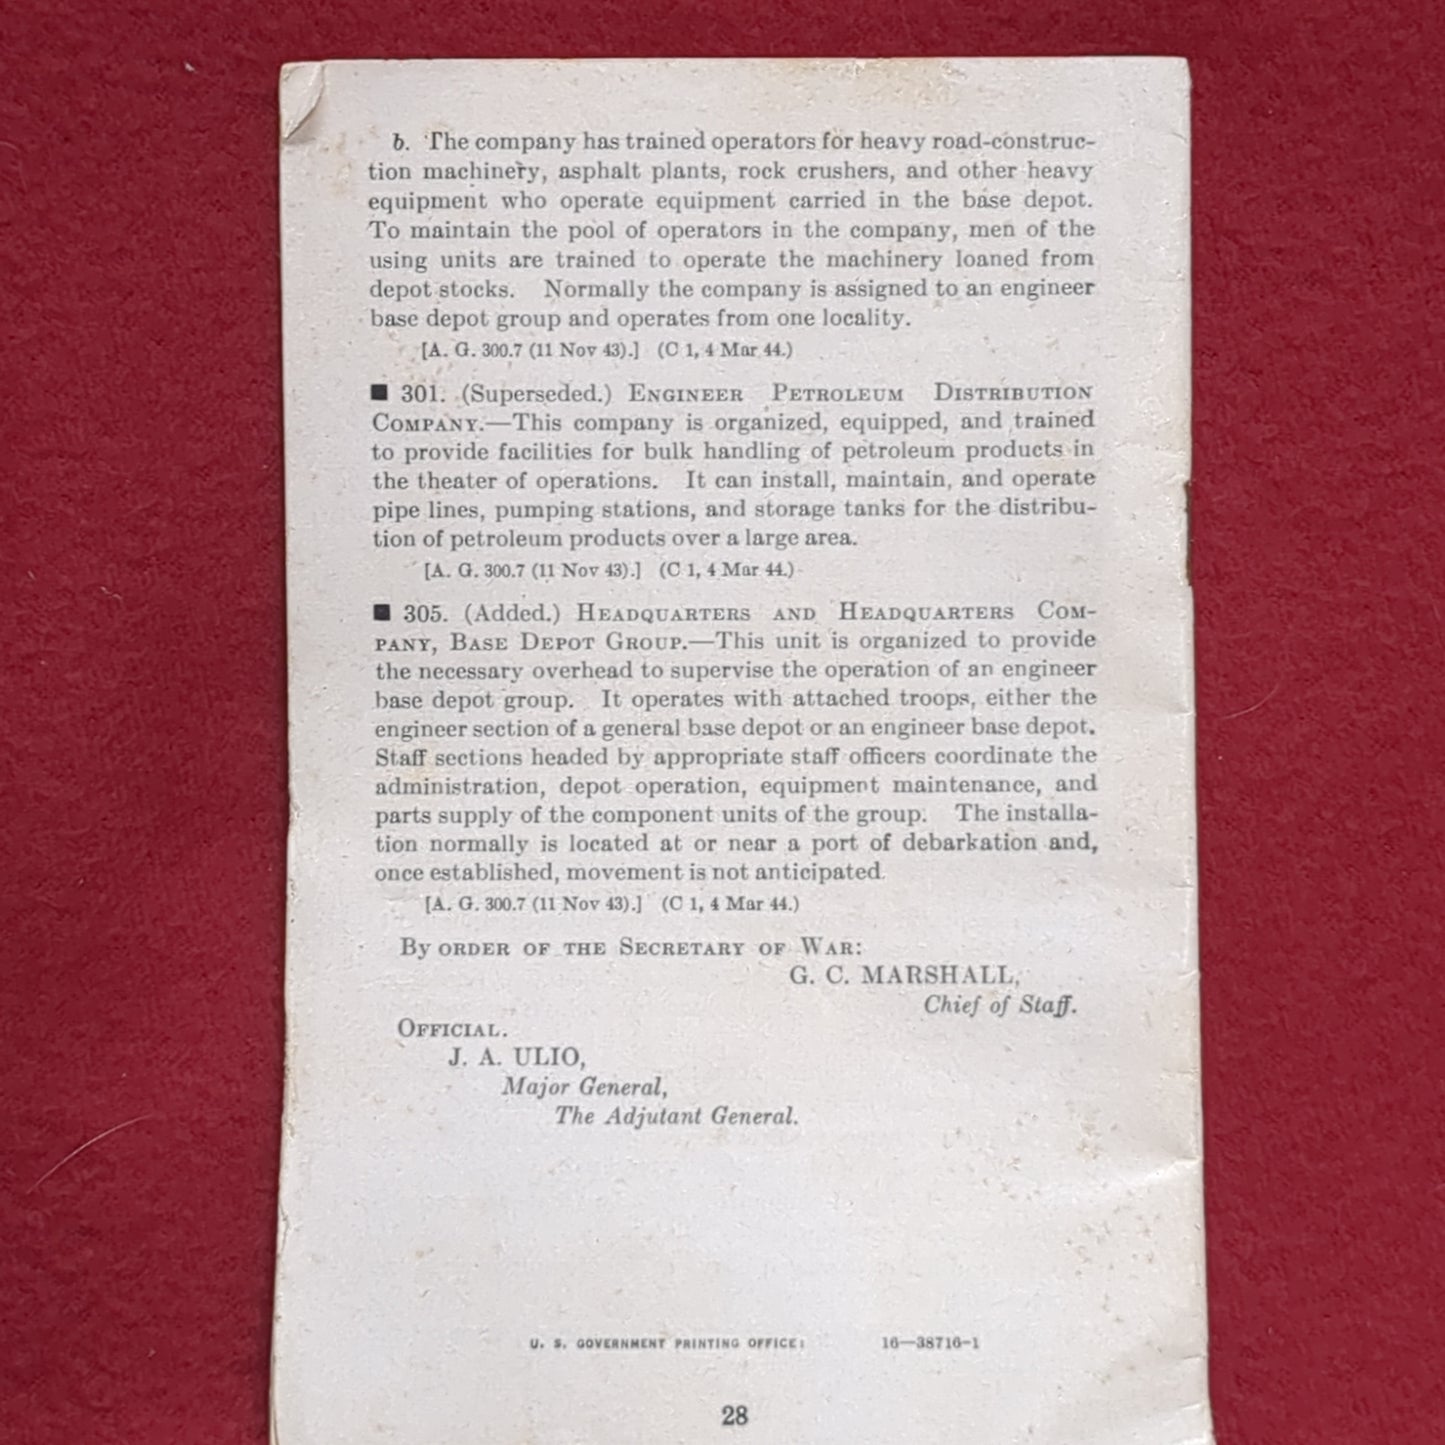 b. The company has trained operators for heavy road-construc-
tion machinery, asphalt plants, rock crushers, and other heavy
equipment who operate equipment carried in the base depot.
To maintain the pool of operators in the company, men of the
using units are trained to operate the machinery loaned from
depot stocks. Normally the company is assigned to an engineer
base depot group and operates from one locality.
[A. G. 300.7 (11 Nov 43).] (C 1, 4 Mar 44.)
■ 301. (Superseded.) ENGINEER PETROLEUM DISTRIBUTION
COMPANY.—This company is organized, equipped, and trained
to provide facilities for bulk handling of petroleum products in
the theater of operations. It can install, maintain, and operate
pipe lines, pumping stations, and storage tanks for the distribu-
tion of petroleum products over a large area.
[A. G. 300.7 (11 Nov 43).] (C 1, 4 Mar 44.)
■ 305. (Added.) HEADQUARTERS AND HEADQUARTERS COM-
PANY, BASE DEPOT GROUP.—This unit is organized to provide
the necessary overhead to supervise the operation of an engineer
base depot group. It operates with attached troops, either the
engineer section of a general base depot or an engineer base depot.
Staff sections headed by appropriate staff officers coordinate the
administration, depot operation, equipment maintenance, and
parts supply of the component units of the group. The installa-
tion normally is located at or near a port of debarkation and,
once established, movement is not anticipated.
[A. G. 300.7 (11 Nov 43).] (C 1, 4 Mar 44.)
BY ORDER OF THE SECRETARY OF WAR:
G. C. MARSHALL,
Chief of Staff.
OFFICIAL.
J. A. ULIO,
Major General,
The Adjutant General.
U. S. GOVERNMENT PRINTING OFFICE: 16—38716-1
28